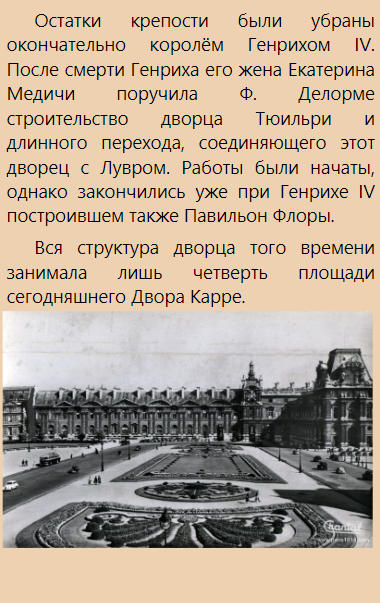 Остатки крепости были убраны
окончательно королём Генрихом IV.
После смерти Генриха его жена Екатерина
Медичи поручила Ф. Делорме
строительство дворца Тюильри и
длинного перехода, соединяющего этот
дворец с Лувром. Работы были начаты,
однако закончились уже при Генрихе IV
построившем также Павильон Флоры.
Вся структура дворца того времени
занимала лишь четверть площади
сегодняшнего Двора Карре.
Chantal